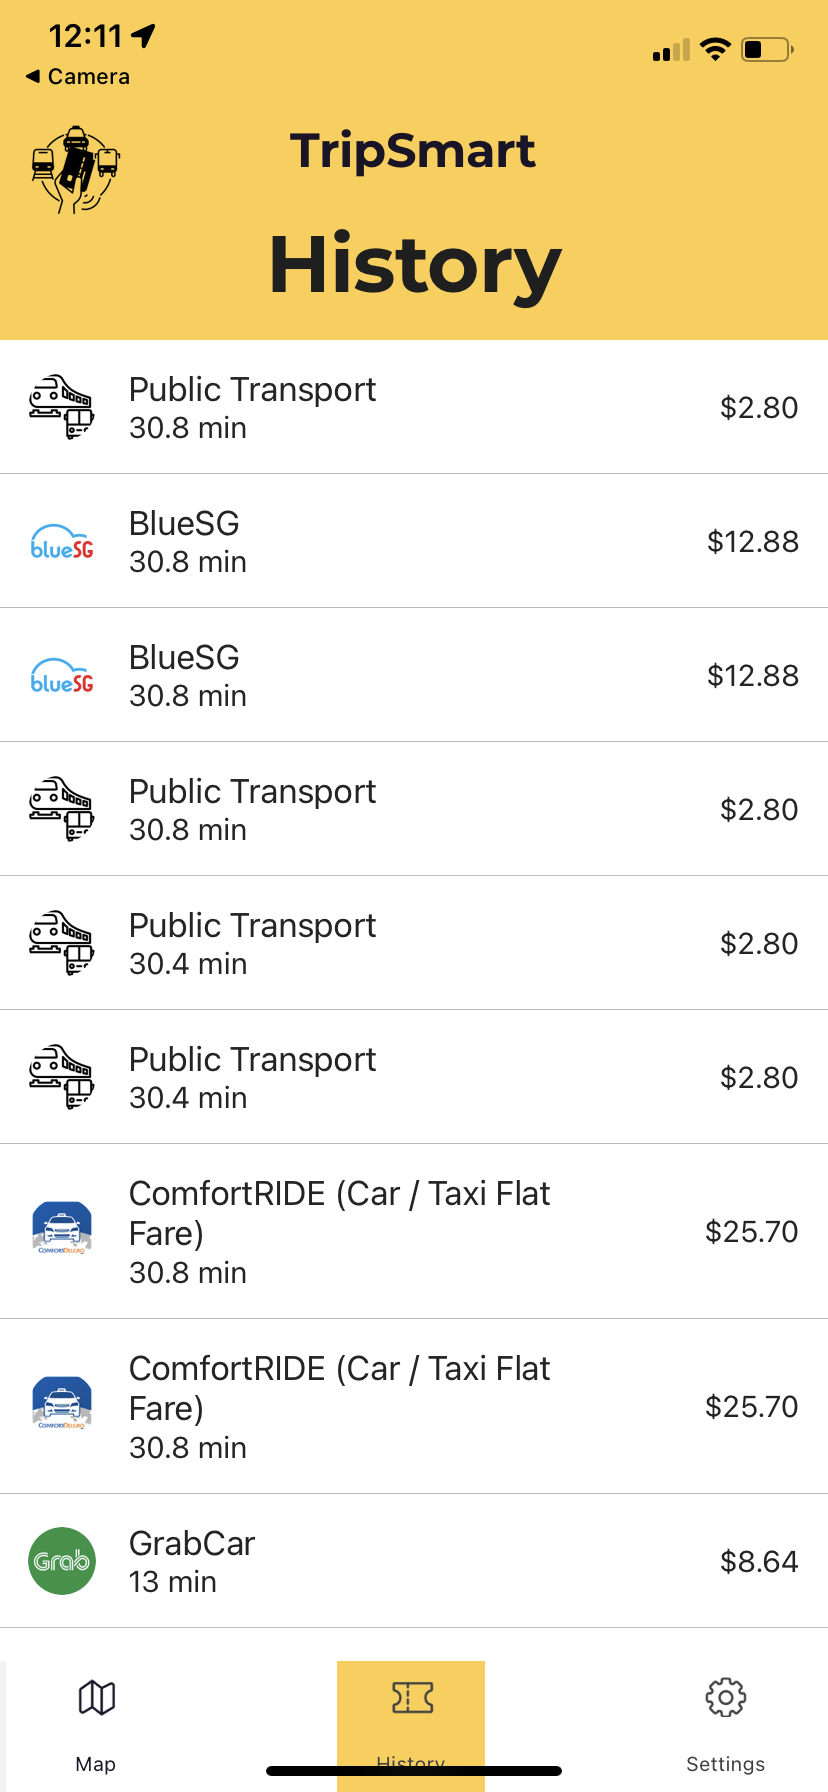 12:11
◀ Camera
TripSmart
History
Public Transport
30.8 min
$2.80
blueSG
BlueSG
30.8 min
$12.88
blueSG
BlueSG
30.8 min
$12.88
Public Transport
30.8 min
$2.80
Public Transport
30.4 min
$2.80
Public Transport
30.4 min
$2.80
COMFORTDELGRO
ComfortRIDE (Car / Taxi Flat
Fare)
30.8 min
$25.70
COMFORTDELGRO
ComfortRIDE (Car / Taxi Flat
Fare)
30.8 min
$25.70
Grab
GrabCar
13 min
$8.64
Map
History
Settings